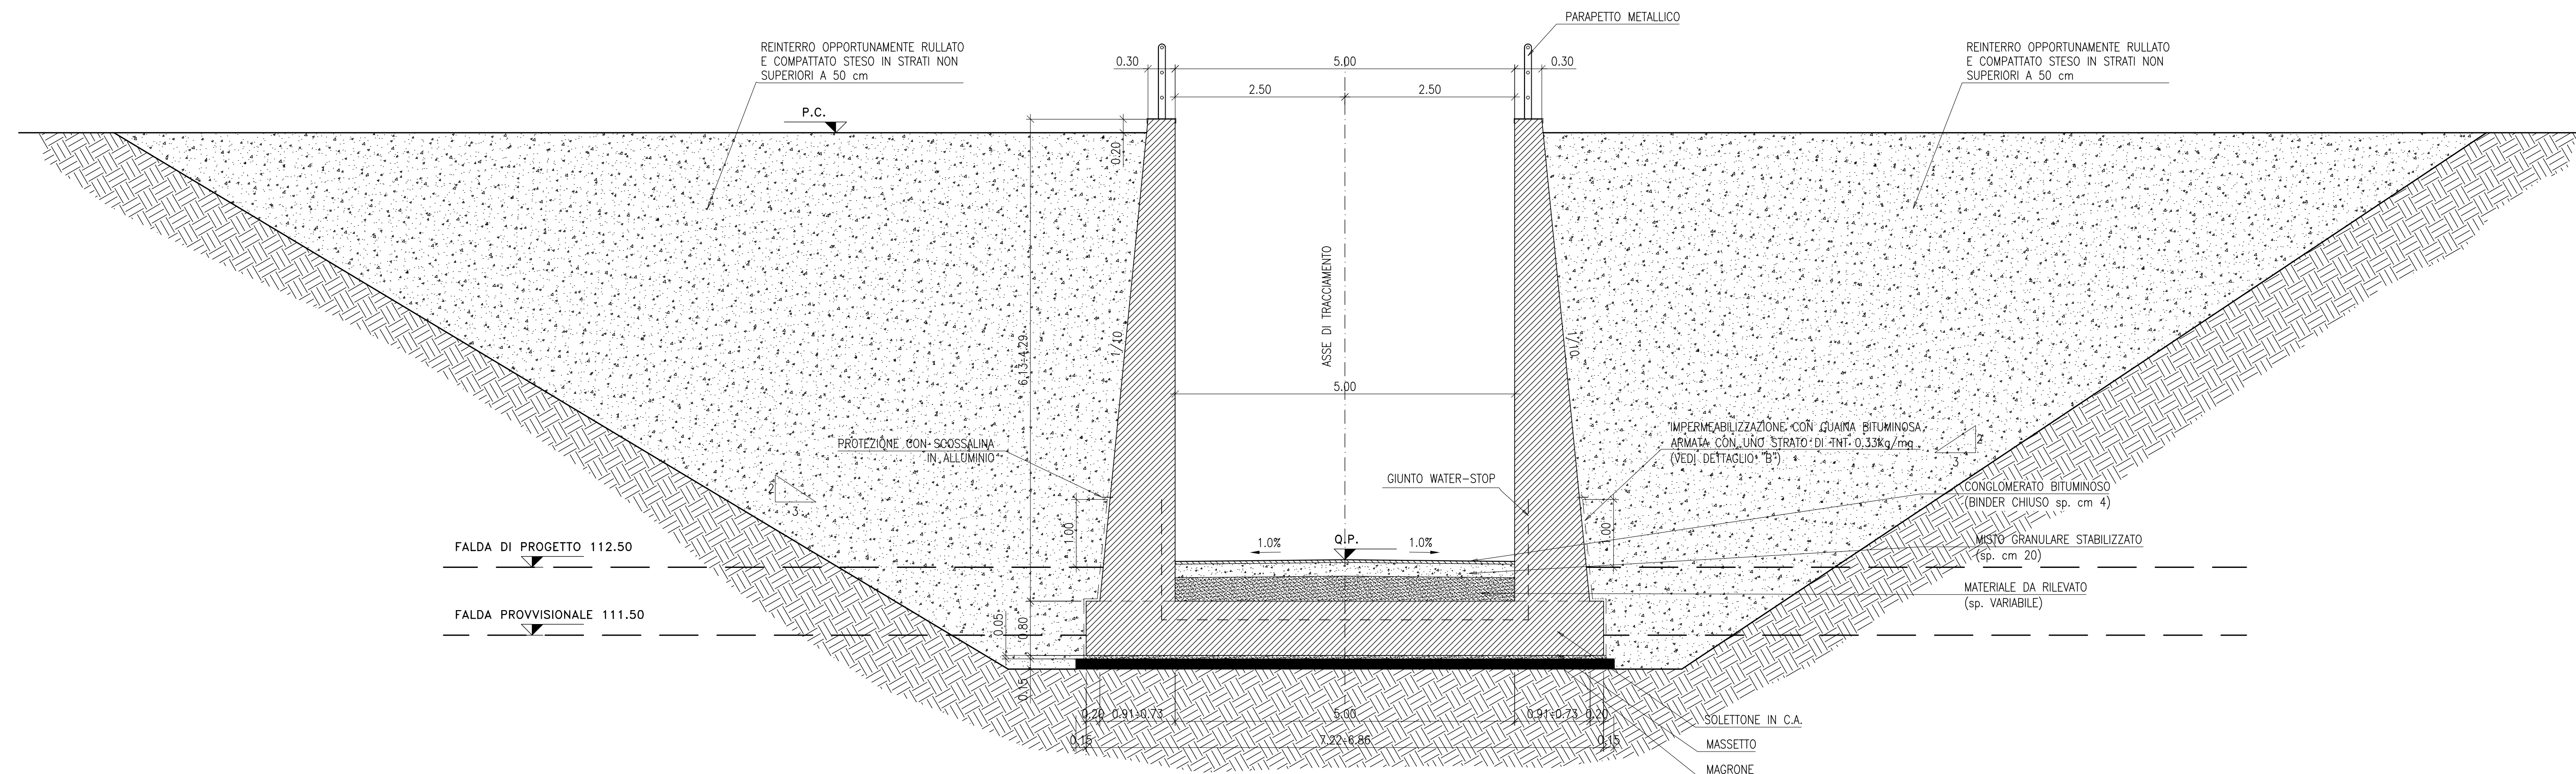 PARAPETTO METALLICO
REINTERRO OPPORTUNAMENTE RULLATO
E COMPATTATO STESO IN STRATI NON
SUPERIORI A 50 cm
REINTERRO OPPORTUNAMENTE RULLATO
E COMPATTATO STESO IN STRATI NON
SUPERIORI A 50 cm
0.30
5.00
0.30
2.50
2.50
P.C.
0.20
ASSE DI TRACCIAMENTO
1/10
1/10
6.13÷4.29
5.00
PROTEZIONE CON SCOSSALINA
IN ALLUMINIO
IMPERMEABILIZZAZIONE CON GUAINA BITUMINOSA
ARMATA CON UNO STRATO DI TNT 0.33Kg/mq
(VEDI DETTAGLIO "B")
2
3
2
3
GIUNTO WATER-STOP
CONGLOMERATO BITUMINOSO
(BINDER CHIUSO sp. cm 4)
1.00
1.00
FALDA DI PROGETTO 112.50
1.0%
Q.P.
1.0%
MISTO GRANULARE STABILIZZATO
(sp. cm 20)
MATERIALE DA RILEVATO
(sp. VARIABILE)
FALDA PROVVISIONALE 111.50
0.05
0.80
0.15
0.20
0.91÷0.73
5.00
0.91÷0.73
0.20
SOLETTONE IN C.A.
0.15
7.22÷6.86
0.15
MASSETTO
MAGRONE